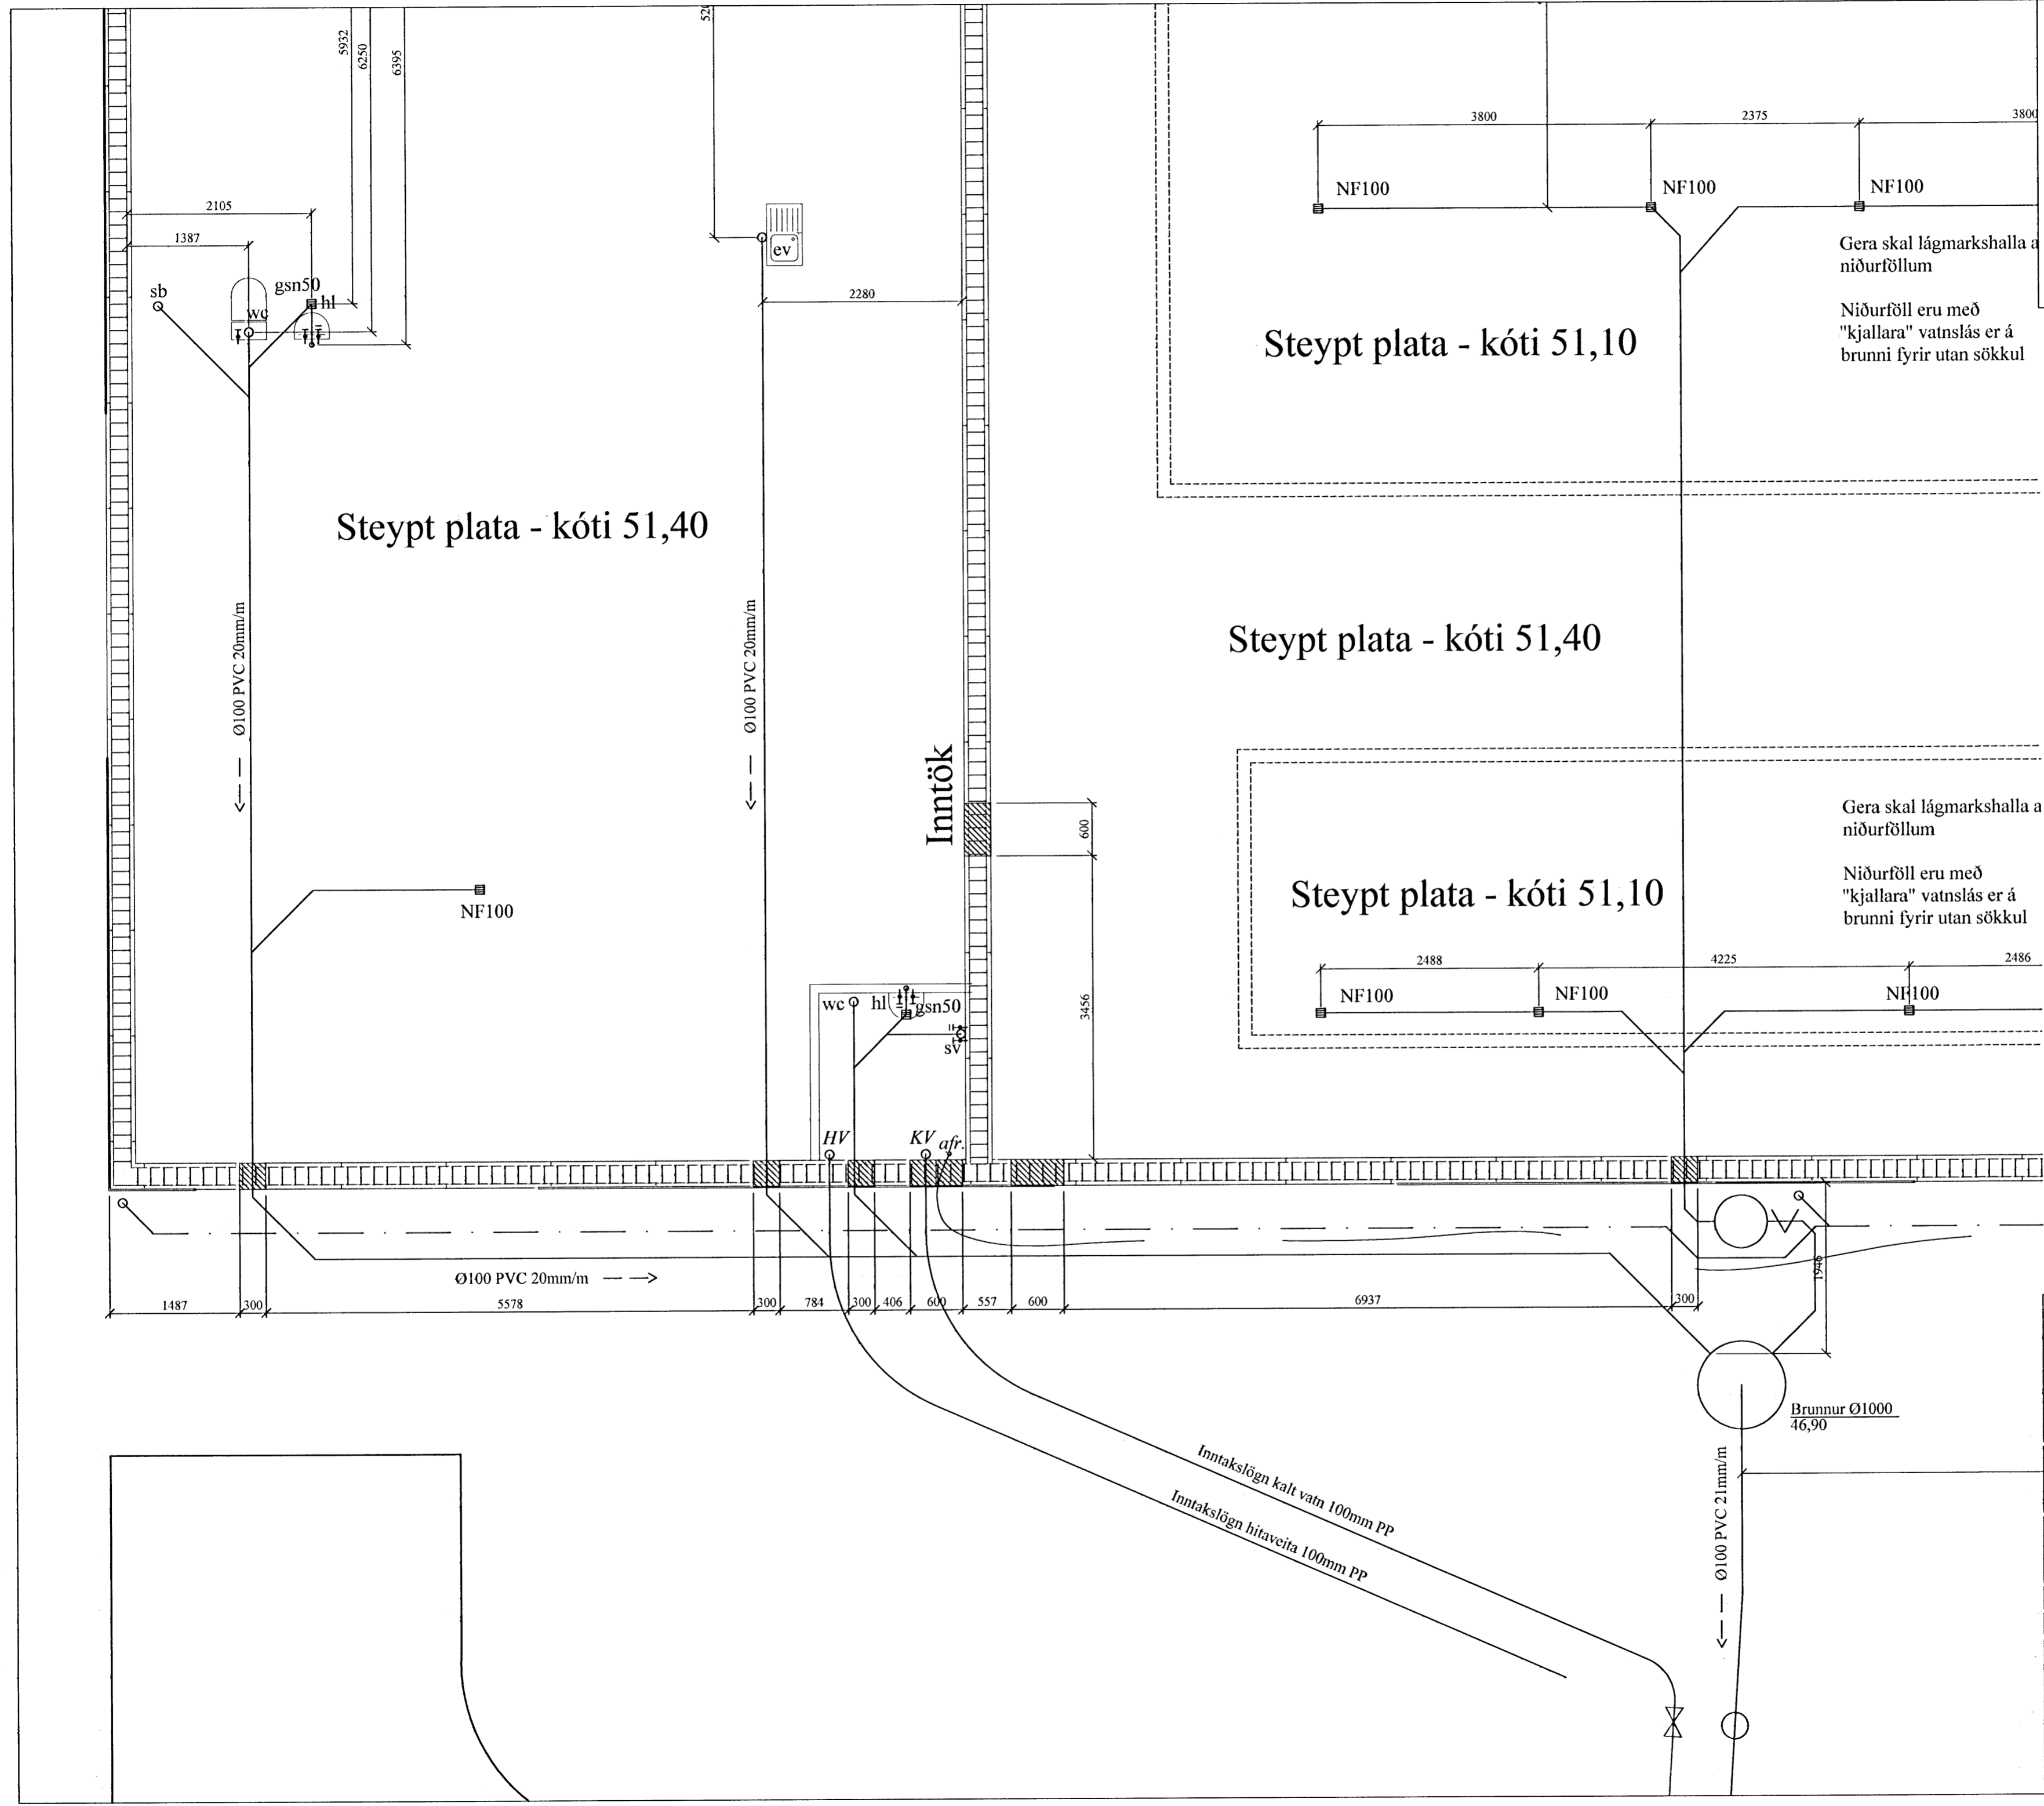 5932
6250
6395
3800
2375
3800
NF100
NF100
NF100
2105
1387
sb
gsn50
hl
wc
ev
2280
Gera skal lágmarkshalla a
niðurföllum
Niðurföll eru með
"kjallara" vatnslás er á
brunni fyrir utan sökkul
Steypt plata - kóti 51,10
Steypt plata - kóti 51,40
Steypt plata - kóti 51,40
Ø100 PVC 20mm/m
Ø100 PVC 20mm/m
Inntök
600
3456
Gera skal lágmarkshalla a
niðurföllum
Niðurföll eru með
"kjallara" vatnslás er á
brunni fyrir utan sökkul
Steypt plata - kóti 51,10
NF100
2488
4225
2486
NF100
NF100
NF100
wc
hl
gsn50
sv
HV
KV
afr.
Ø100 PVC 20mm/m
1946
1487
300
5578
300
784
300
406
600
557
600
6937
300
Brunnur Ø1000
46,90
Inntakslögn kalt vatn 100mm PP
Inntakslögn hitaveita 100mm PP
Ø100 PVC 21mm/m